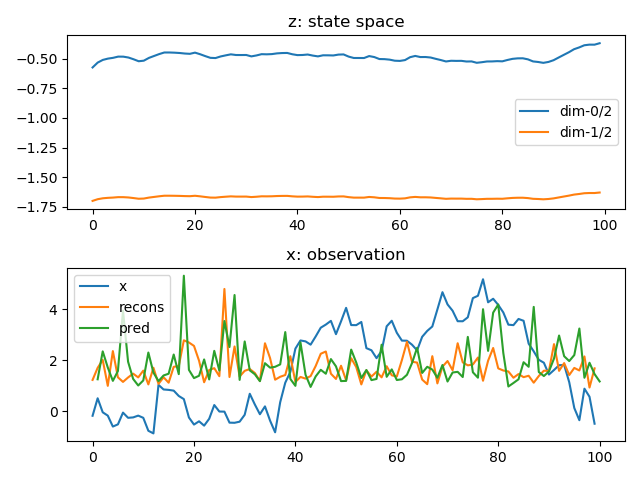 z: state space
−0.50
−0.75
−1.00
−1.25
−1.50
−1.75
dim-0/2
dim-1/2
0 20 40 60 80 100
x: observation
4
2
0
x
recons
pred
0 20 40 60 80 100